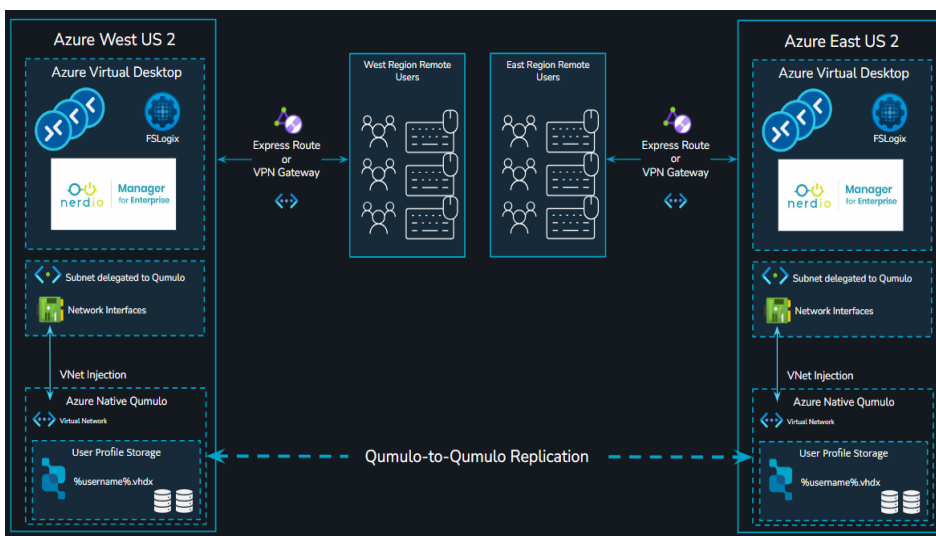 Azure West US 2
Azure Virtual Desktop
FSLogix
nerdio
Manager
for Enterprise
Subnet delegated to Qumulo
Network Interfaces
VNet Injection
Azure Native Qumulo
Virtual Network
User Profile Storage
%username%.vhdx
Express Route
or
VPN Gateway
West Region Remote
Users
East Region Remote
Users
Express Route
or
VPN Gateway
Qumulo-to-Qumulo Replication
Azure East US 2
Azure Virtual Desktop
FSLogix
nerdio
Manager
for Enterprise
Subnet delegated to Qumulo
Network Interfaces
VNet Injection
Azure Native Qumulo
Virtual Network
User Profile Storage
%username%.vhdx